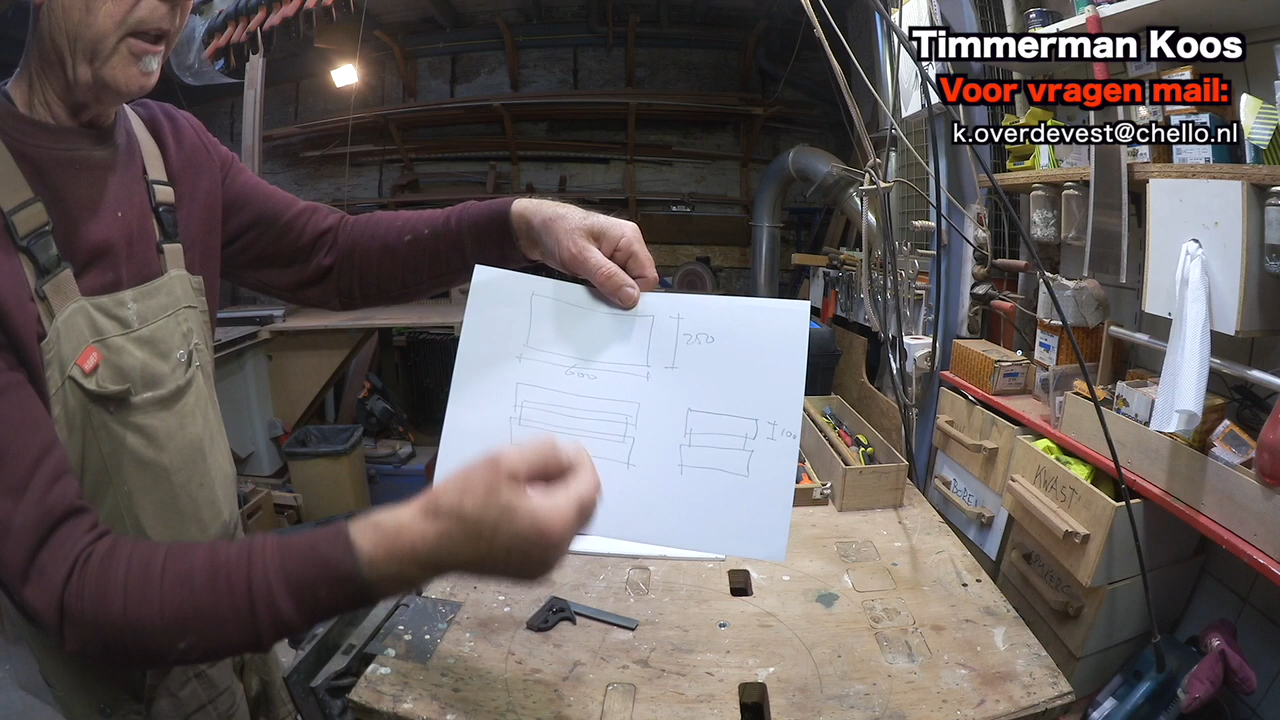 Timmerman Koos
Voor vragen mail:
k.overdevest@chello.nl
250
600
100
BOREN
KWAST